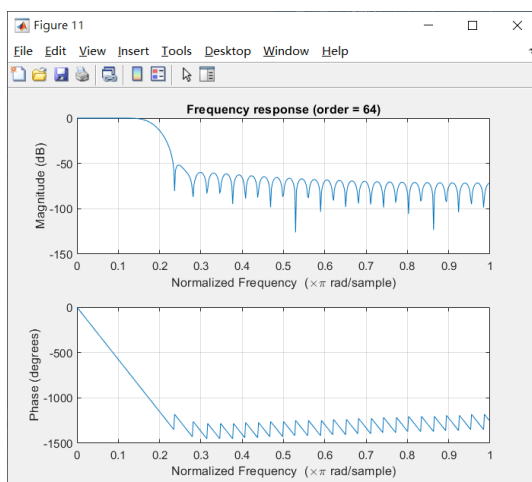 Figure 11
File Edit View Insert Tools Desktop Window Help
Frequency response (order = 64)
0
-50
-100
-150
Magnitude (dB)
0 0.1 0.2 0.3 0.4 0.5 0.6 0.7 0.8 0.9 1
Normalized Frequency (×π rad/sample)
0
-500
-1000
-1500
Phase (degrees)
0 0.1 0.2 0.3 0.4 0.5 0.6 0.7 0.8 0.9 1
Normalized Frequency (×π rad/sample)